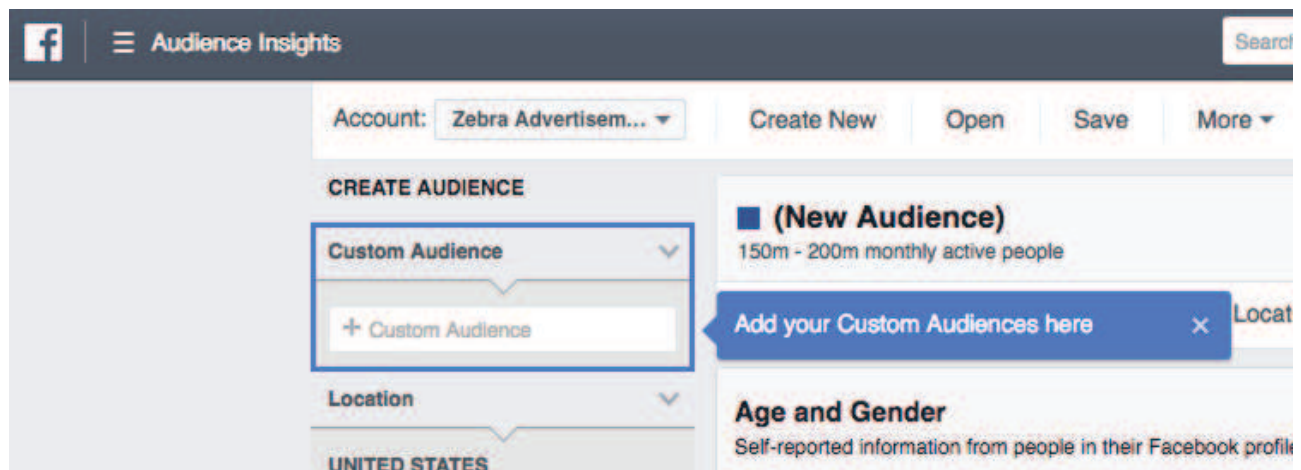 f
Audience Insights
Search
Account: Zebra Advertisem...
Create New
Open
Save
More
CREATE AUDIENCE
Custom Audience
+ Custom Audience
Location
UNITED STATES
(New Audience)
150m - 200m monthly active people
Add your Custom Audiences here ×
Locat
Age and Gender
Self-reported information from people in their Facebook profile